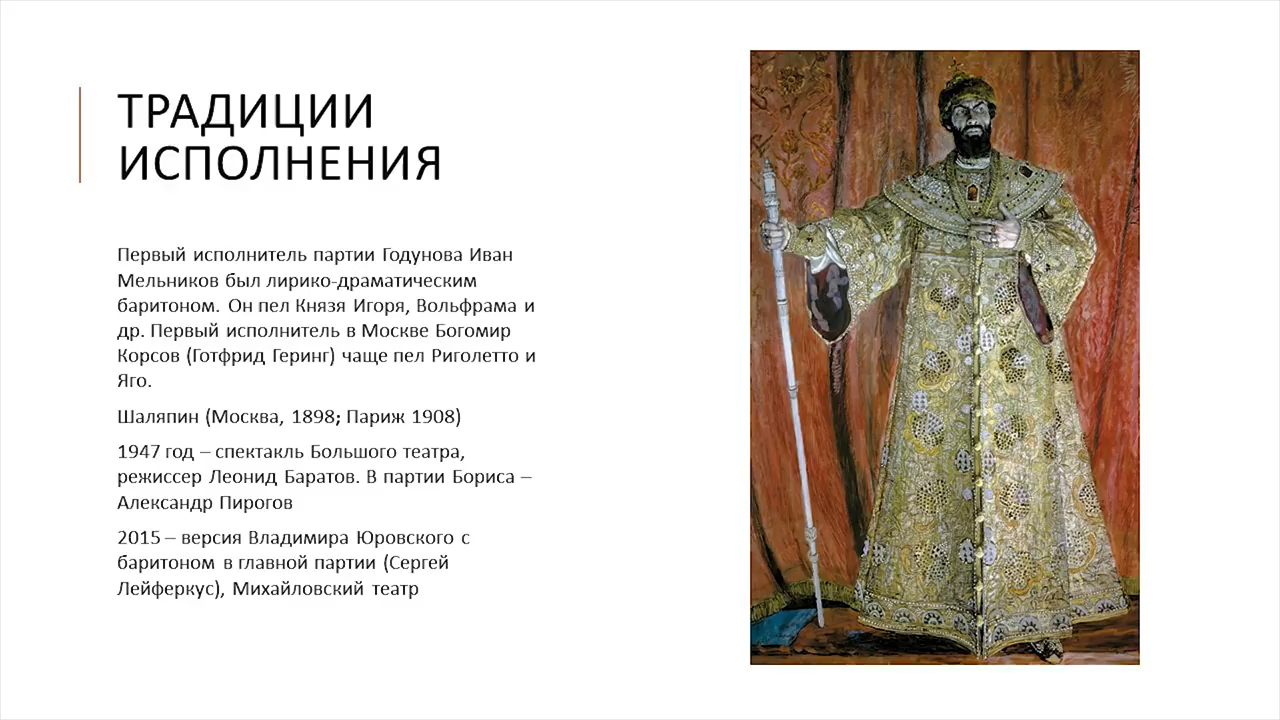 ТРАДИЦИИ
ИСПОЛНЕНИЯ
Первый исполнитель партии Годунова Иван
Мельников был лирико-драматическим
баритоном. Он пел Князя Игоря, Вольфрама и
др. Первый исполнитель в Москве Богомир
Корсов (Готфрид Геринг) чаще пел Риголетто и
Яго.
Шаляпин (Москва, 1898; Париж 1908)
1947 год – спектакль Большого театра,
режиссер Леонид Баратов. В партии Бориса –
Александр Пирогов
2015 – версия Владимира Юровского с
баритоном в главной партии (Сергей
Лейферкус), Михайловский театр